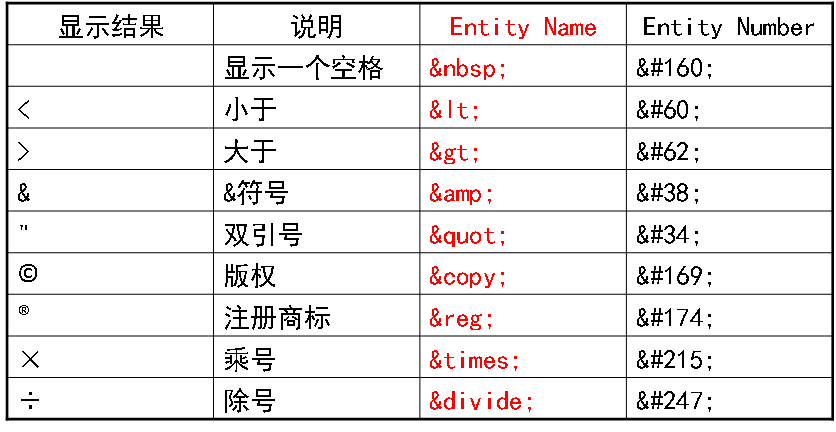 显示结果 说明 Entity Name Entity Number
显示一个空格 &nbsp; &#160;
< 小于 &lt; &#60;
> 大于 &gt; &#62;
& &符号 &amp; &#38;
" 双引号 &quot; &#34;
© 版权 &copy; &#169;
® 注册商标 &reg; &#174;
× 乘号 &times; &#215;
÷ 除号 &divide; &#247;